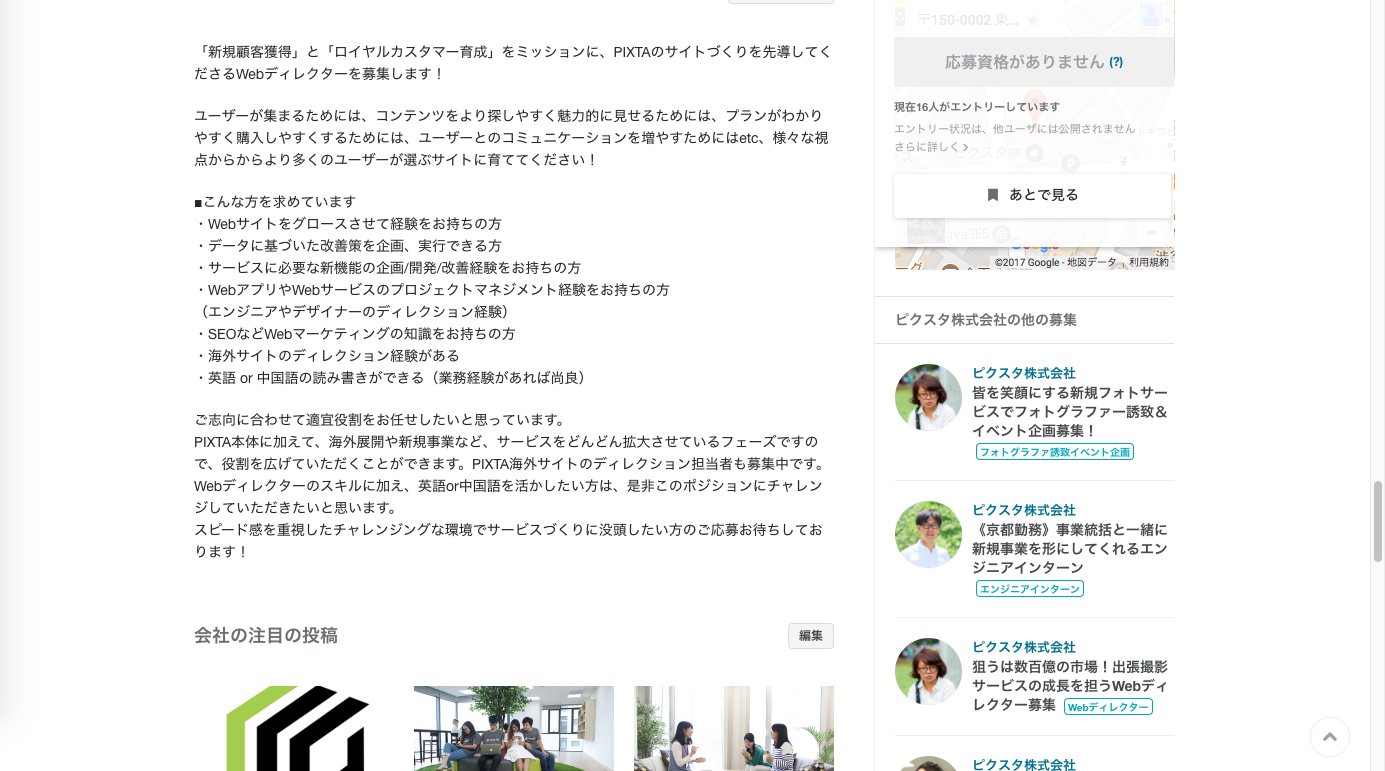 「新規顧客獲得」と「ロイヤルカスタマー育成」をミッションに、PIXTAのサイトづくりを先導してく
ださるWebディレクターを募集します！
ユーザーが集まるためには、コンテンツをより探しやすく魅力的に見せるためには、プランがわかり
やすく購入しやすくするためには、ユーザーとのコミュニケーションを増やすためにはetc、様々な視
点からからより多くのユーザーが選ぶサイトに育ててください！
■こんな方を求めています
・Webサイトをグロースさせて経験をお持ちの方
・データに基づいた改善策を企画、実行できる方
・サービスに必要な新機能の企画/開発/改善経験をお持ちの方
・WebアプリやWebサービスのプロジェクトマネジメント経験をお持ちの方
（エンジニアやデザイナーのディレクション経験）
・SEOなどWebマーケティングの知識をお持ちの方
・海外サイトのディレクション経験がある
・英語 or 中国語の読み書きができる（業務経験があれば尚良）
ご志向に合わせて適宜役割をお任せしたいと思っています。
PIXTA本体に加えて、海外展開や新規事業など、サービスをどんどん拡大させているフェーズですの
で、役割を広げていただくことができます。PIXTA海外サイトのディレクション担当者も募集中です。
Webディレクターのスキルに加え、英語or中国語を活かしたい方は、是非このポジションにチャレン
ジしていただきたいと思います。
スピード感を重視したチャレンジングな環境でサービスづくりに没頭したい方のご応募お待ちしてお
ります！
会社の注目の投稿
編集
〒150-0002 東...
応募資格がありません (?)
現在16人がエントリーしています
エントリー状況は、他ユーザには公開されません
さらに詳しく ›
あとで見る
©2017 Google - 地図データ
利用規約
ピクスタ株式会社の他の募集
ピクスタ株式会社
皆を笑顔にする新規フォトサー
ビスでフォトグラファー誘致＆
イベント企画募集！
フォトグラファ誘致イベント企画
ピクスタ株式会社
《京都勤務》事業統括と一緒に
新規事業を形にしてくれるエン
ジニアインターン
エンジニアインターン
ピクスタ株式会社
狙うは数百億の市場！出張撮影
サービスの成長を担うWebディ
レクター募集 Webディレクター
ピクスタ株式会社